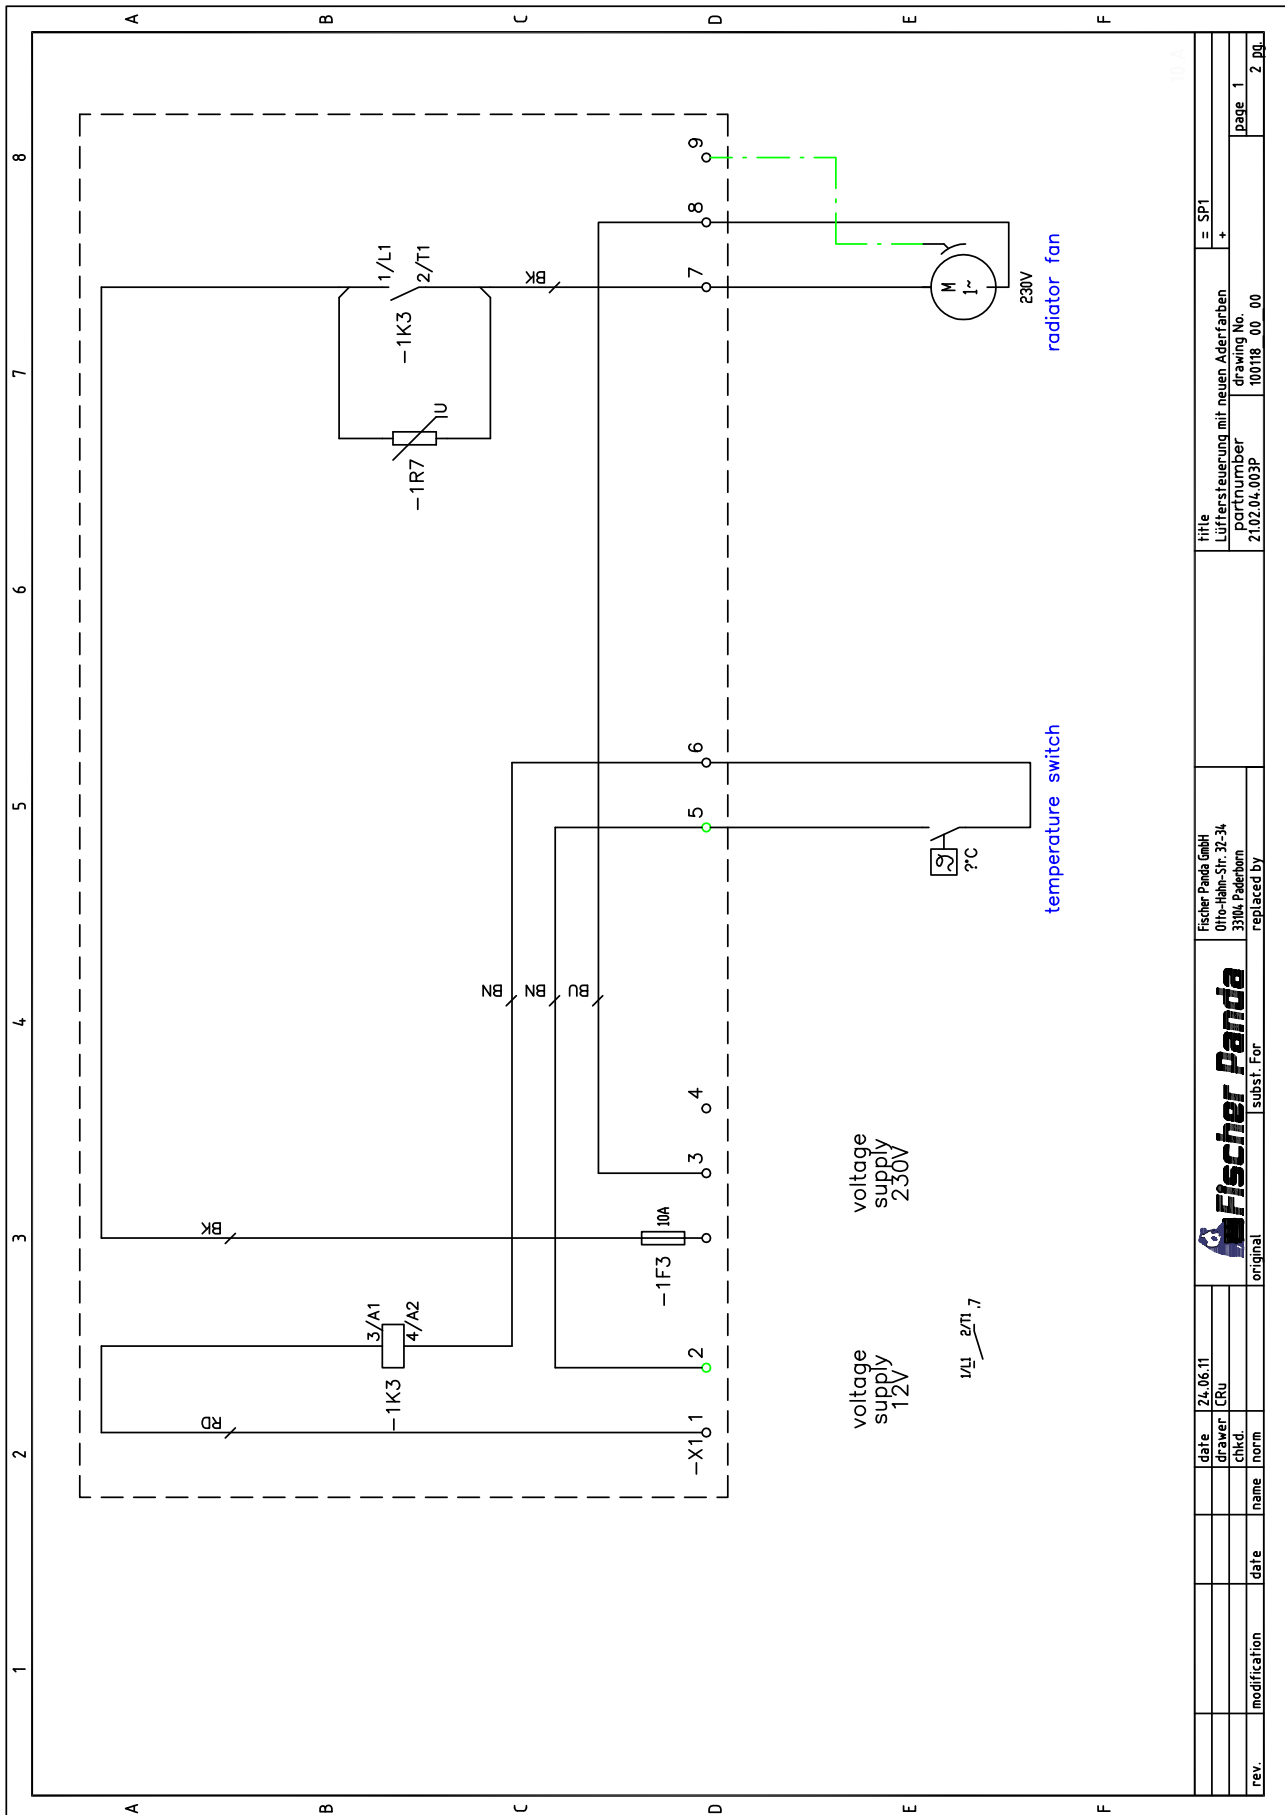 1
2
3
4
5
6
7
8
A
B
C
D
E
F
A
B
C
D
E
F
RD
BK
-1K3
3/A1
4/A2
-1R7
U
-1K3
1/L1
2/T1
BK
BN
BN
BU
-1F3
10A
-X1
1
2
3
4
5
6
7
8
9
voltage
supply
12V
voltage
supply
230V
1/L1 2/T1 .7
?°C
temperature switch
M
1~
230V
radiator fan
rev.
modification
date
name
date 24.06.11
drawer CRu
chkd.
norm
Fischer Panda
original
subst. For
Fischer Panda GmbH
Otto-Hahn-Str. 32-34
33104 Paderborn
replaced by
title
Lüftersteuerung mit neuen Aderfarben
partnumber
21.02.04.003P
drawing No.
100118_00_00
= SP1
+
page 1
2 pg.